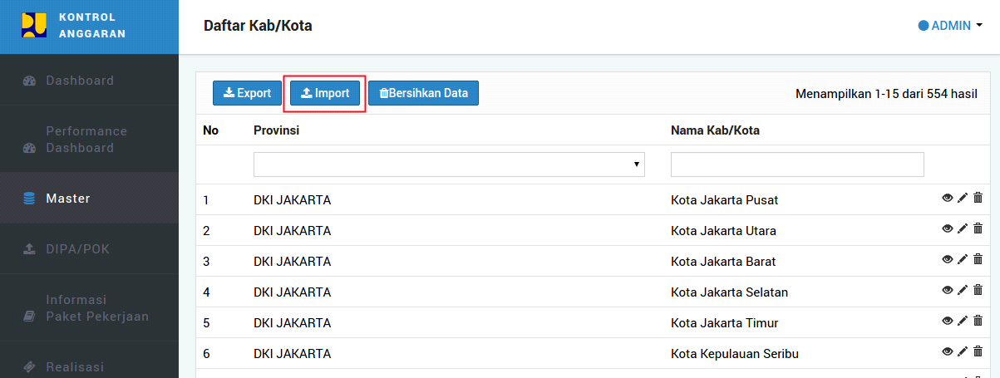 KONTROL
ANGGARAN
Daftar Kab/Kota
ADMIN
Dashboard
Performance
Dashboard
Master
DIPA/POK
Informasi
Paket Pekerjaan
Realisasi
Export Import Bersihkan Data Menampilkan 1-15 dari 554 hasil
No Provinsi Nama Kab/Kota
1 DKI JAKARTA Kota Jakarta Pusat
2 DKI JAKARTA Kota Jakarta Utara
3 DKI JAKARTA Kota Jakarta Barat
4 DKI JAKARTA Kota Jakarta Selatan
5 DKI JAKARTA Kota Jakarta Timur
6 DKI JAKARTA Kota Kepulauan Seribu